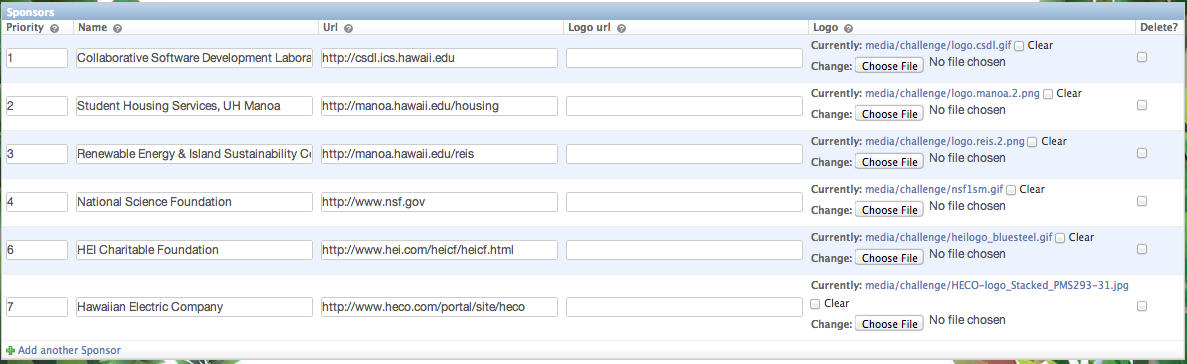 Sponsors
Priority Name Url Logo url Logo Delete?
1 Collaborative Software Development Labora http://csdl.ics.hawaii.edu Currently: media/challenge/logo.csdl.gif Clear
Change: Choose File No file chosen
2 Student Housing Services, UH Manoa http://manoa.hawaii.edu/housing Currently: media/challenge/logo.manoa.2.png Clear
Change: Choose File No file chosen
3 Renewable Energy & Island Sustainability Co http://manoa.hawaii.edu/reis Currently: media/challenge/logo.reis.2.png Clear
Change: Choose File No file chosen
4 National Science Foundation http://www.nsf.gov Currently: media/challenge/nsf1sm.gif Clear
Change: Choose File No file chosen
6 HEI Charitable Foundation http://www.hei.com/heicf/heicf.html Currently: media/challenge/heilogo_bluesteel.gif Clear
Change: Choose File No file chosen
7 Hawaiian Electric Company http://www.heco.com/portal/site/heco Currently: media/challenge/HECO-logo_Stacked_PMS293-31.jpg
Clear
Change: Choose File No file chosen
Add another Sponsor